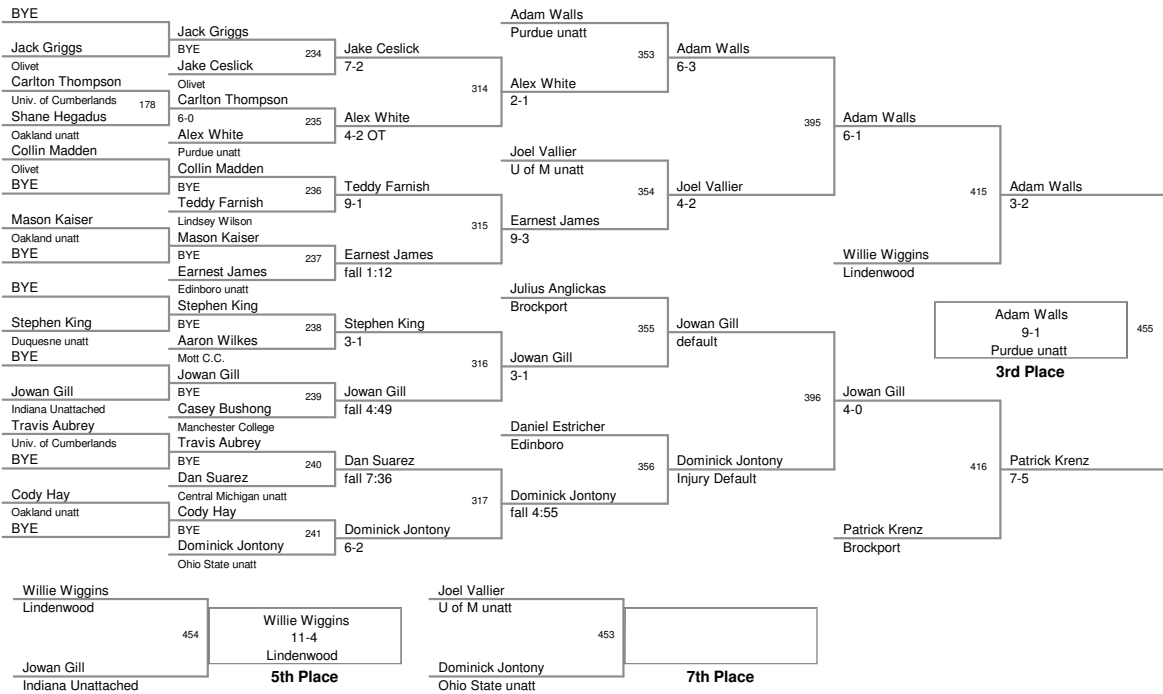 BYE
Jack Griggs
Olivet
Carlton Thompson
Univ. of Cumberlands
178
Shane Hegadus
Oakland unatt
Collin Madden
Olivet
BYE
Mason Kaiser
Oakland unatt
BYE
BYE
Stephen King
Duquesne unatt
BYE
Jowan Gill
Indiana Unattached
Travis Aubrey
Univ. of Cumberlands
BYE
Cody Hay
Oakland unatt
BYE
Jack Griggs
BYE
234
Jake Ceslick
Olivet
Carlton Thompson
6-0
235
Alex White
Purdue unatt
Collin Madden
BYE
236
Teddy Farnish
Lindsey Wilson
Mason Kaiser
BYE
237
Earnest James
Edinboro unatt
Stephen King
BYE
238
Aaron Wilkes
Mott C.C.
Jowan Gill
BYE
239
Casey Bushong
Manchester College
Travis Aubrey
BYE
240
Dan Suarez
Central Michigan unatt
Cody Hay
BYE
241
Dominick Jontony
Ohio State unatt
Jake Ceslick
7-2
314
Alex White
4-2 OT
Teddy Farnish
9-1
315
Earnest James
fall 1:12
Stephen King
3-1
316
Jowan Gill
fall 4:49
Dan Suarez
fall 7:36
317
Dominick Jontony
6-2
Adam Walls
Purdue unatt
353
Alex White
2-1
Joel Vallier
U of M unatt
354
Earnest James
9-3
Julius Anglickas
Brockport
355
Jowan Gill
3-1
Daniel Estricher
Edinboro
356
Dominick Jontony
fall 4:55
Adam Walls
6-3
395
Joel Vallier
4-2
Jowan Gill
default
396
Dominick Jontony
Injury Default
Adam Walls
6-1
415
Willie Wiggins
Lindenwood
Jowan Gill
4-0
416
Patrick Krenz
Brockport
Adam Walls
3-2
Adam Walls
9-1
Purdue unatt
455
3rd Place
Patrick Krenz
7-5
Willie Wiggins
Lindenwood
454
Jowan Gill
Indiana Unattached
Willie Wiggins
11-4
Lindenwood
5th Place
Joel Vallier
U of M unatt
453
Dominick Jontony
Ohio State unatt
7th Place